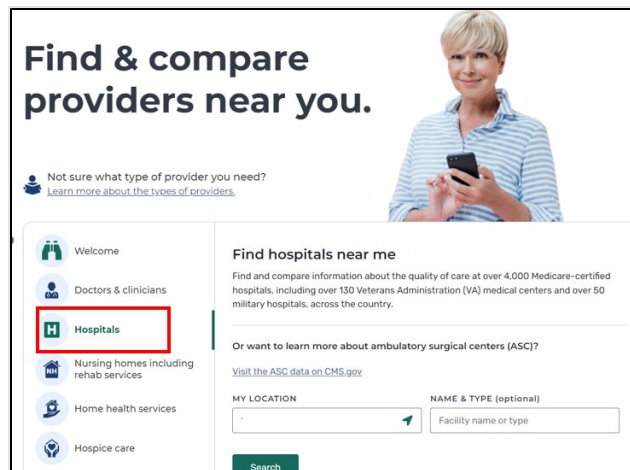 Find & compare
providers near you.
Not sure what type of provider you need?
Learn more about the types of providers.
Welcome
Doctors & clinicians
H
Hospitals
NH
Nursing homes including
rehab services
Home health services
Hospice care
Find hospitals near me
Find and compare information about the quality of care at over 4,000 Medicare-certified
hospitals, including over 130 Veterans Administration (VA) medical centers and over 50
military hospitals, across the country.
Or want to learn more about ambulatory surgical centers (ASC)?
Visit the ASC data on CMS.gov
MY LOCATION
NAME & TYPE (optional)
Facility name or type
Search